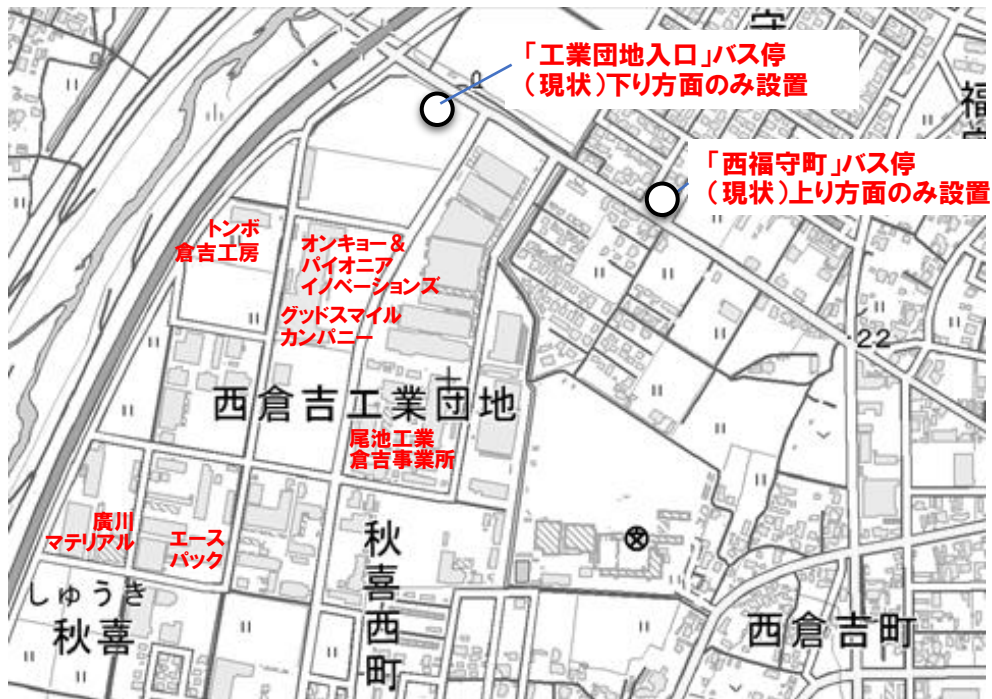 守
「工業団地入口」バス停
（現状）下り方面のみ設置
福
「西福守町」バス停
（現状）上り方面のみ設置
トンボ
倉吉工房
オンキョー＆
パイオニア
イノベーションズ
グッドスマイル
カンパニー
22
西倉吉工業団地
尾池工業
倉吉事業所
廣川
マテリアル
エース
パック
しゅうき
秋喜
秋喜西町
西倉吉町